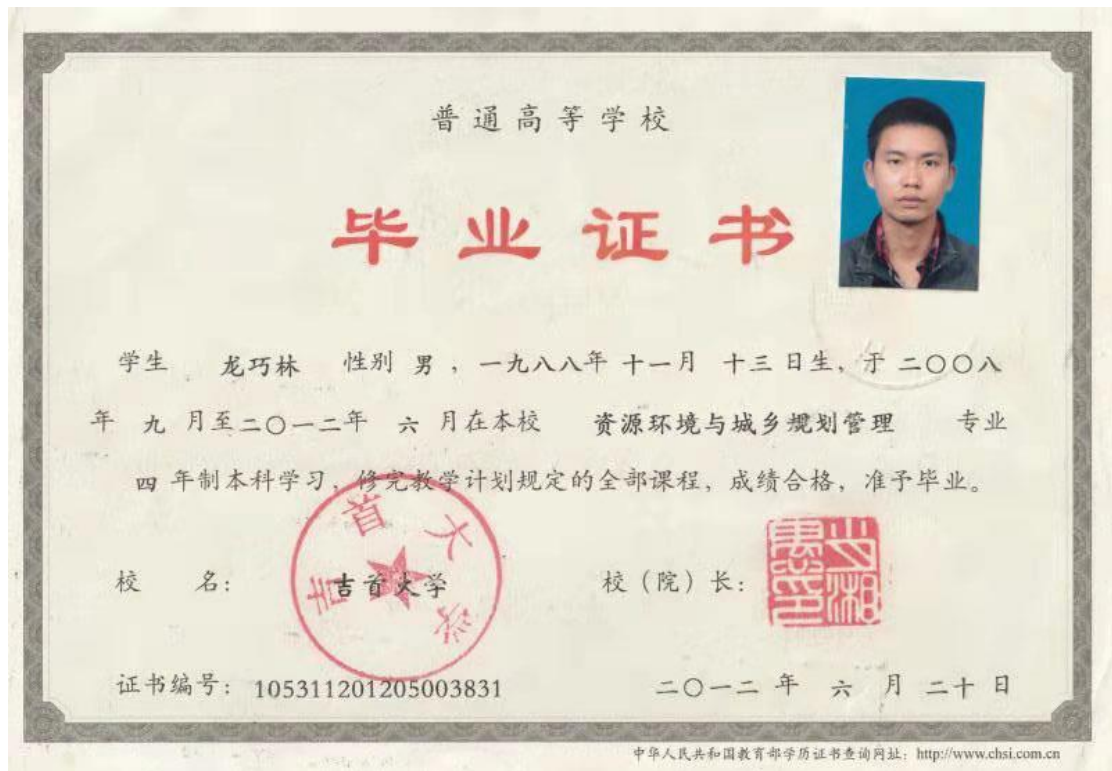 普通高等学校
毕业证书
学生 龙巧林 性别 男 ，一九八八年 十一月 十三 日生，于 二〇〇八
年 九 月至二〇一二年 六 月在本校 资源环境与城乡规划管理 专业
四 年制本科学习，修完教学计划规定的全部课程，成绩合格，准予毕业。
校 名： 吉首大学 校（院）长：
吉首大学
证书编号：105311201205003831 二〇一二 年 六 月 二十 日
中华人民共和国教育部学历证书查询网址：http://www.chsi.com.cn